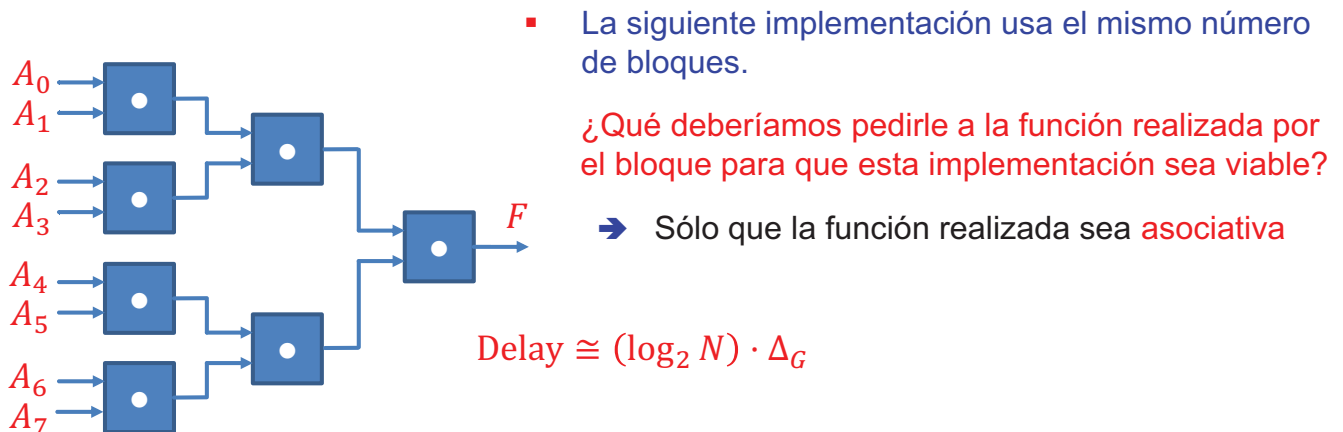 ▪ La siguiente implementación usa el mismo número
de bloques.
¿Qué deberíamos pedirle a la función realizada por
el bloque para que esta implementación sea viable?
➔ Sólo que la función realizada sea asociativa
A₀
A₁
A₂
A₃
A₄
A₅
A₆
A₇
F
Delay ≅ (log₂ N) · Δ_G